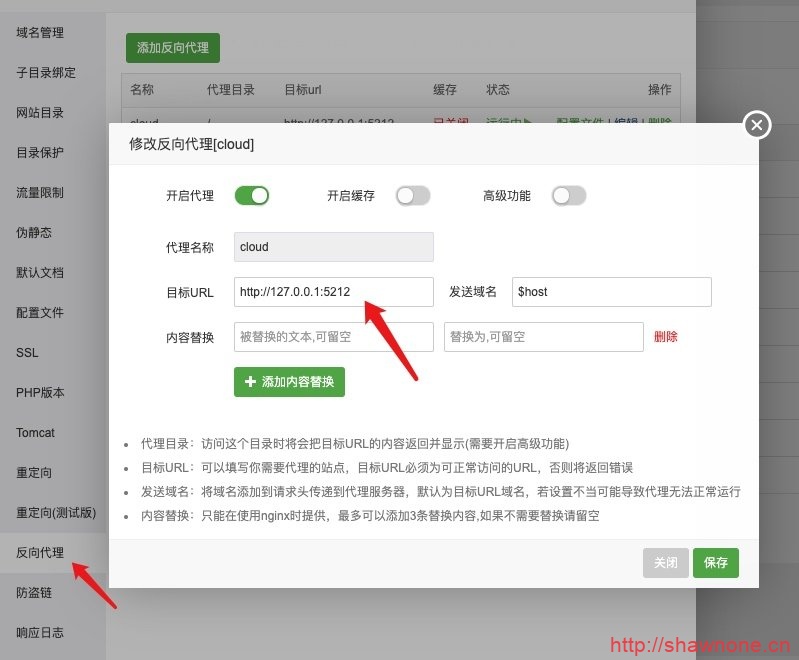 域名管理
子目录绑定
网站目录
目录保护
流量限制
伪静态
默认文档
配置文件
SSL
PHP版本
Tomcat
重定向
重定向(测试版)
反向代理
防盗链
响应日志
添加反向代理
名称 代理目录 目标url 缓存 状态 操作
cloud / http://127.0.0.1:5212 已关闭 运行中 配置文件 | 编辑 | 删除
修改反向代理[cloud]
开启代理 开启缓存 高级功能
代理名称 cloud
目标URL http://127.0.0.1:5212 发送域名 $host
内容替换 被替换的文本,可留空 替换为,可留空 删除
添加内容替换
代理目录：访问这个目录时将会把目标URL的内容返回并显示(需要开启高级功能)
目标URL：可以填写你需要代理的站点，目标URL必须为可正常访问的URL，否则将返回错误
发送域名：将域名添加到请求头传递到代理服务器，默认为目标URL域名，若设置不当可能导致代理无法正常运行
内容替换：只能在使用nginx时提供，最多可以添加3条替换内容,如果不需要替换请留空
关闭 保存
http://shawnone.cn